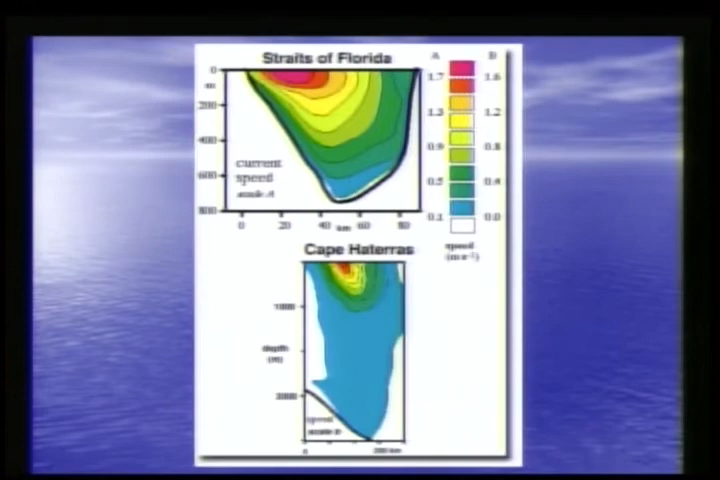 Straits of Florida
A B
0
m
200
400
600
800
current
speed
scale A
0 20 40 km 60 80
1.7 1.6
1.3 1.2
0.9 0.8
0.5 0.4
0.1 0.0
speed
(m s⁻¹)
Cape Hatteras
1000
depth
(m)
2000
speed
scale B
0 200 km